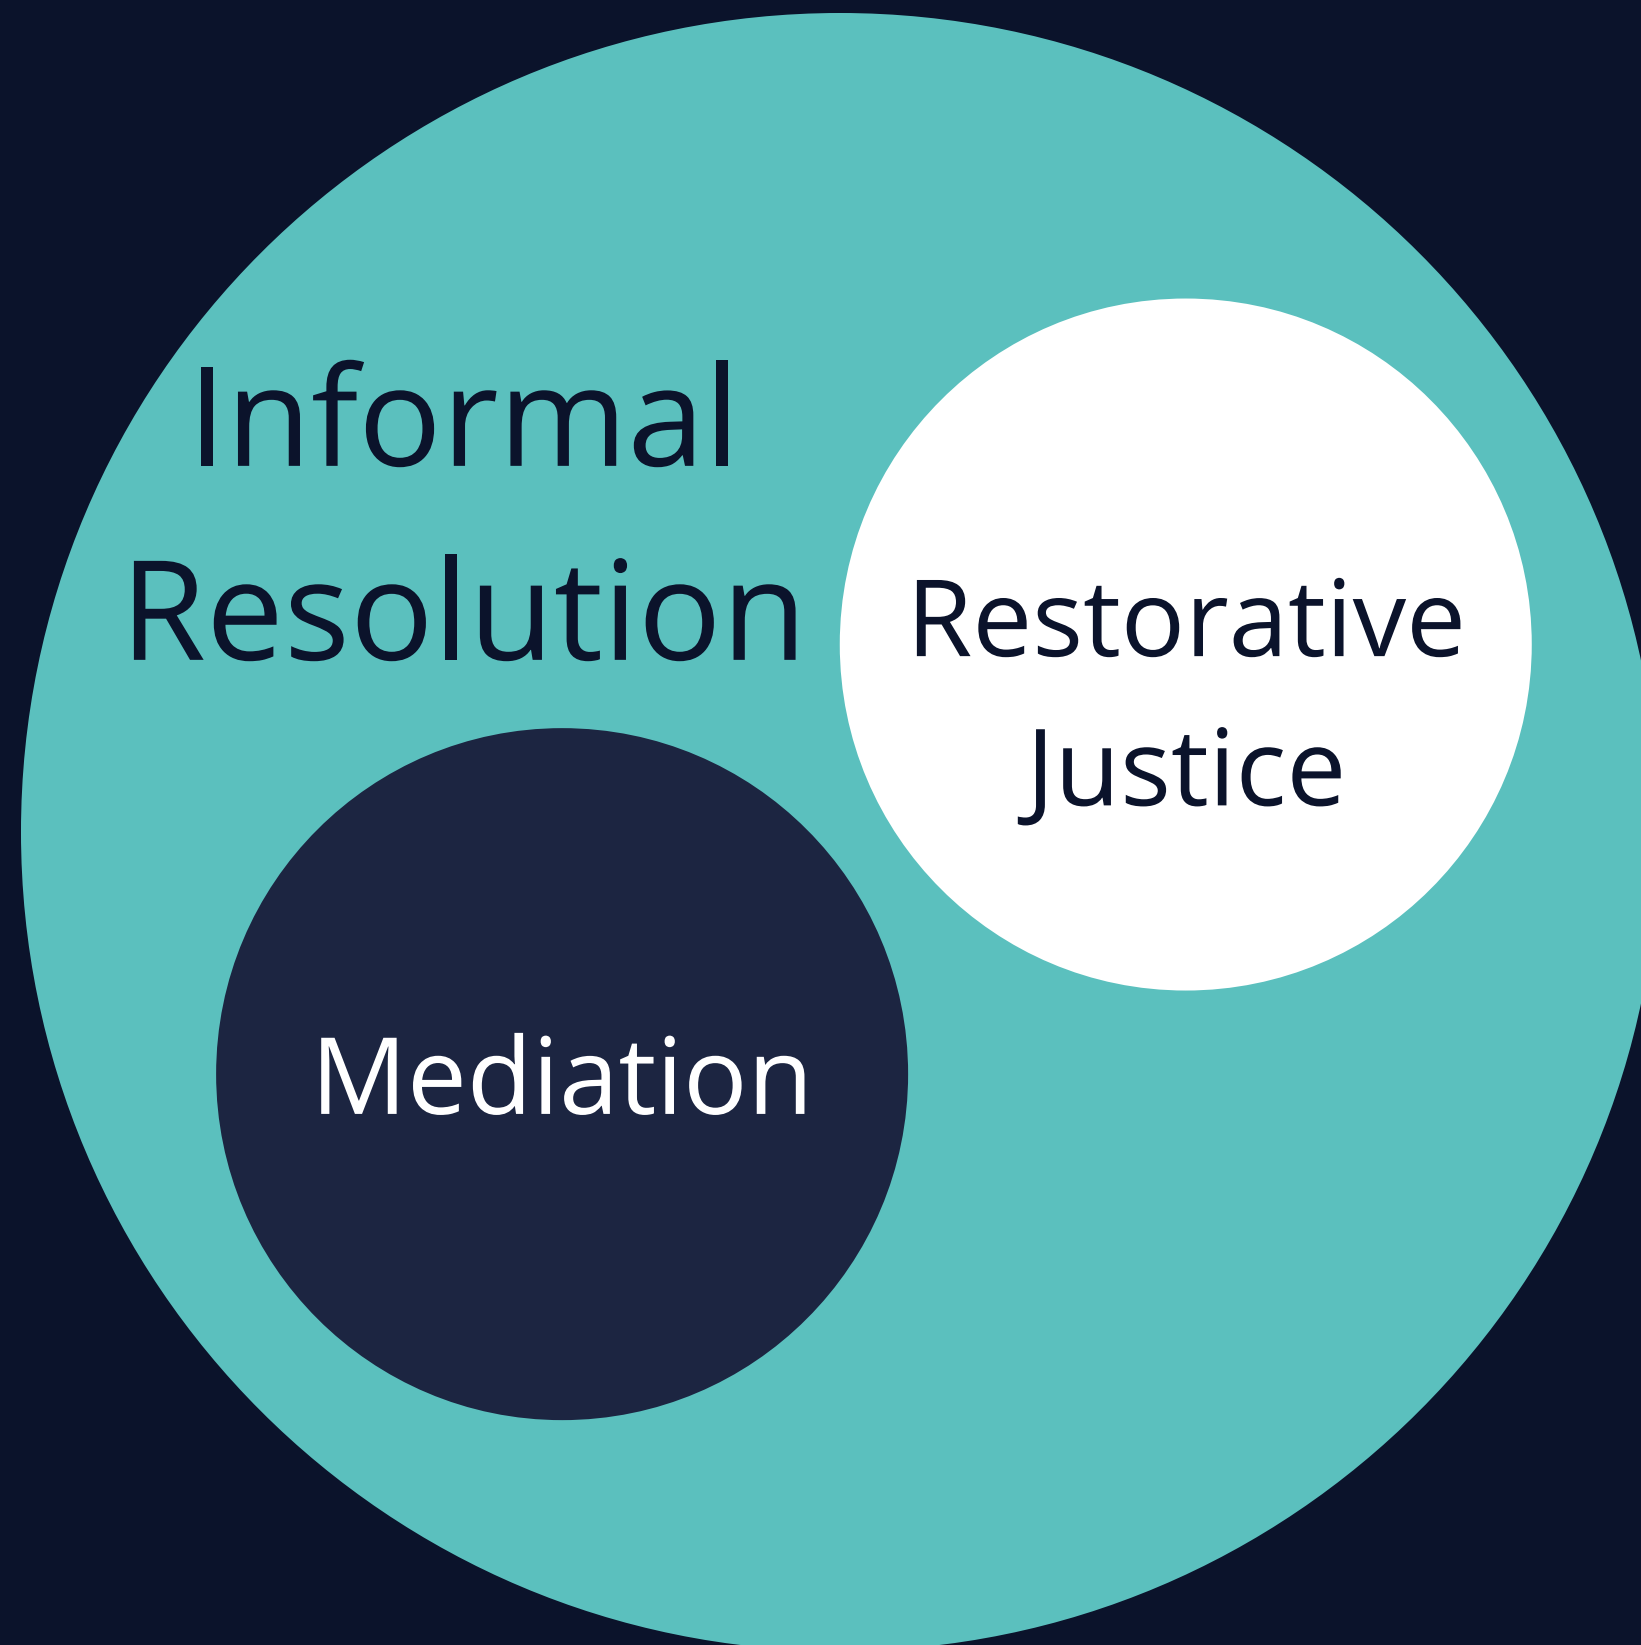 Informal
Resolution
Restorative
Justice
Mediation